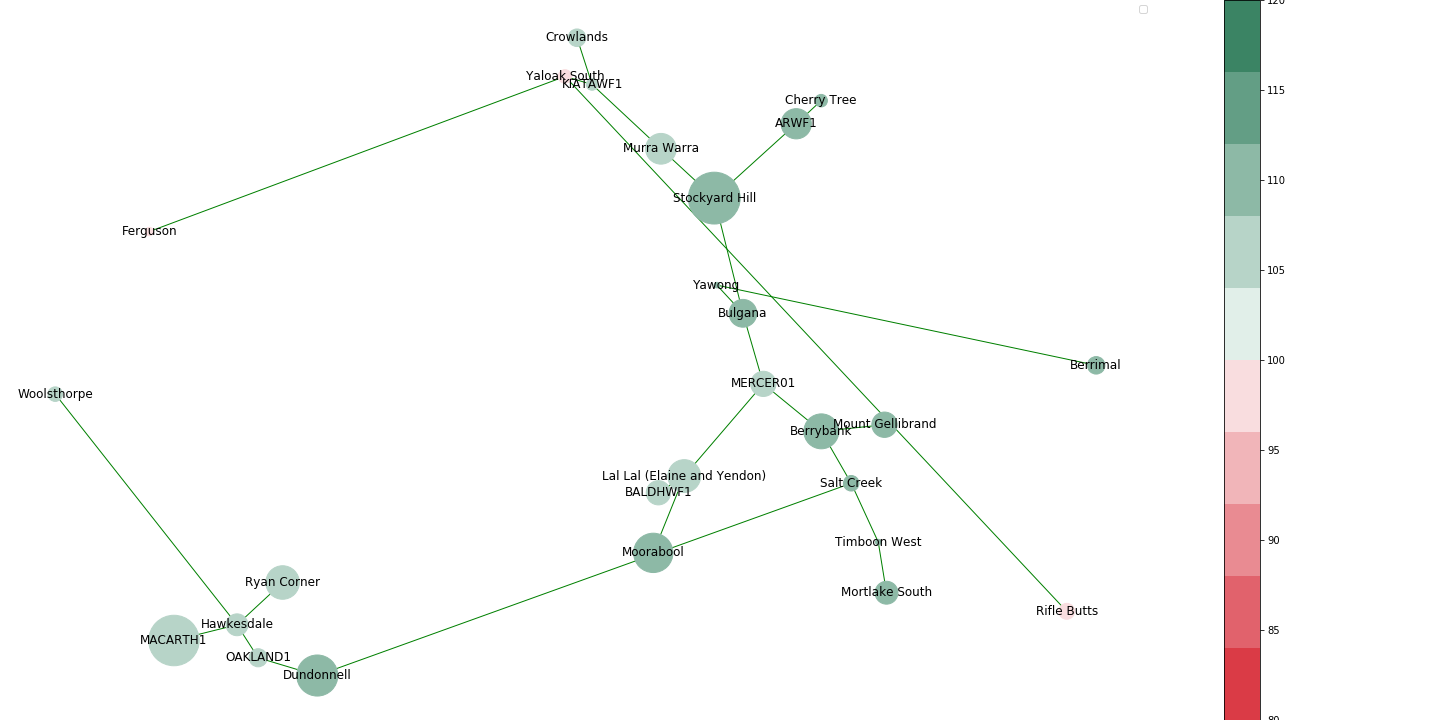 Crowlands
Yaloak South
KIATAWF1
Cherry Tree
ARWF1
Murra Warra
Stockyard Hill
Ferguson
Yawong
Bulgana
Berrimal
MERCER01
Woolsthorpe
Mount Gellibrand
Berrybank
Lal Lal (Elaine and Yendon)
Salt Creek
BALDHWF1
Timboon West
Moorabool
Ryan Corner
Mortlake South
Rifle Butts
Hawkesdale
MACARTH1
OAKLAND1
Dundonnell
120
115
110
105
100
95
90
85
80